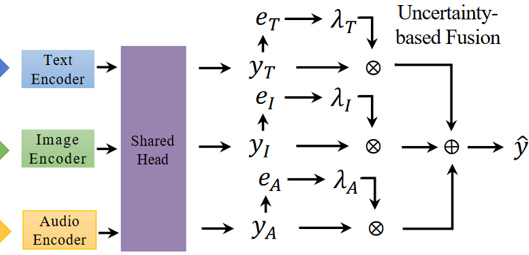 Uncertainty-
based Fusion
e_T λ_T
Text
Encoder
y_T ⊗
e_I λ_I
Image
Encoder
Shared
Head
y_I ⊗ ⊕ ŷ
e_A λ_A
Audio
Encoder
y_A ⊗